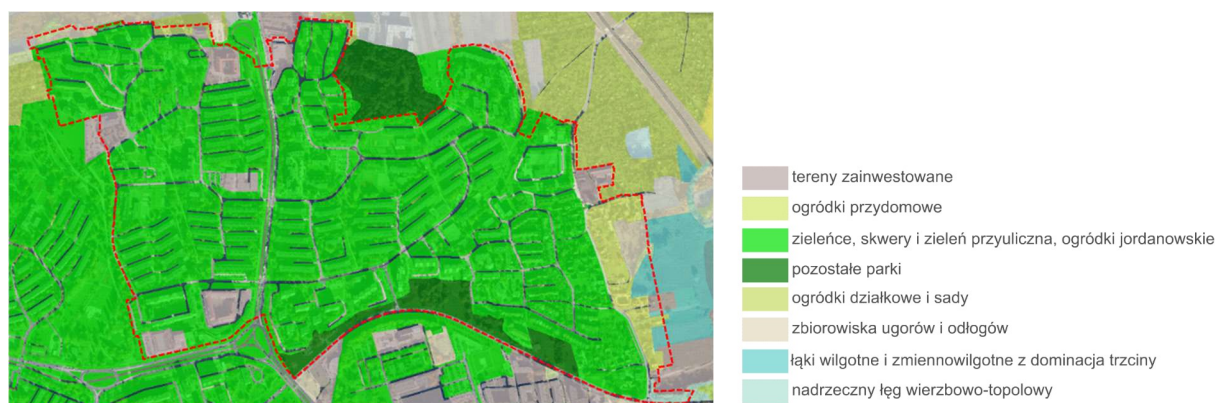 tereny zainwestowane
ogródki przydomowe
zieleńce, skwery i zieleń przyuliczna, ogródki jordanowskie
pozostałe parki
ogródki działkowe i sady
zbiorowiska ugorów i odłogów
łąki wilgotne i zmiennowilgotne z dominacja trzciny
nadrzeczny łęg wierzbowo-topolowy